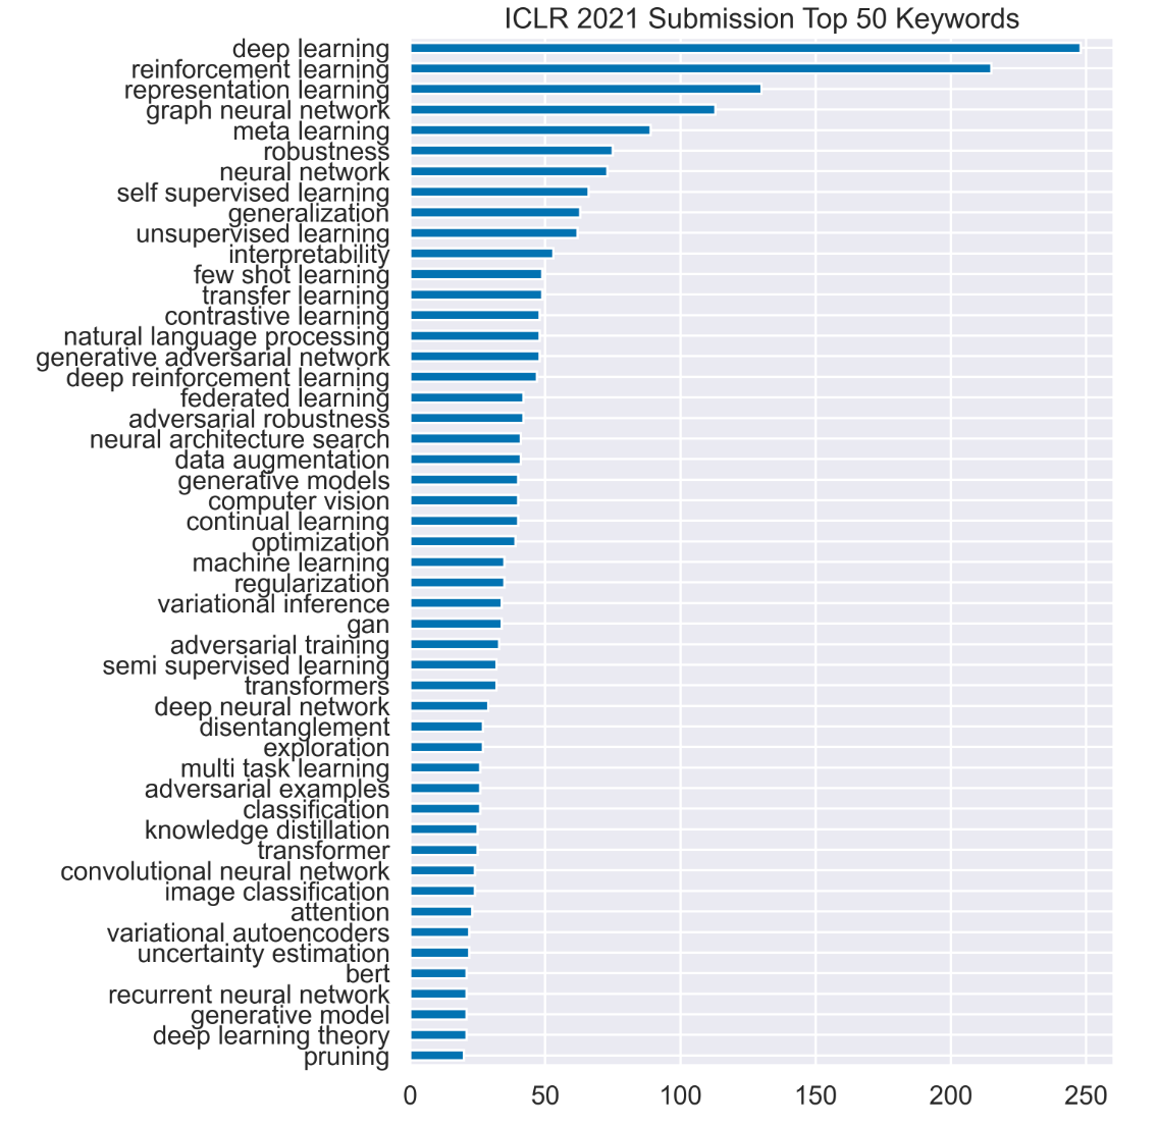 ICLR 2021 Submission Top 50 Keywords
deep learning
reinforcement learning
representation learning
graph neural network
meta learning
robustness
neural network
self supervised learning
generalization
unsupervised learning
interpretability
few shot learning
transfer learning
contrastive learning
natural language processing
generative adversarial network
deep reinforcement learning
federated learning
adversarial robustness
neural architecture search
data augmentation
generative models
computer vision
continual learning
optimization
machine learning
regularization
variational inference
gan
adversarial training
semi supervised learning
transformers
deep neural network
disentanglement
exploration
multi task learning
adversarial examples
classification
knowledge distillation
transformer
convolutional neural network
image classification
attention
variational autoencoders
uncertainty estimation
bert
recurrent neural network
generative model
deep learning theory
pruning
0 50 100 150 200 250